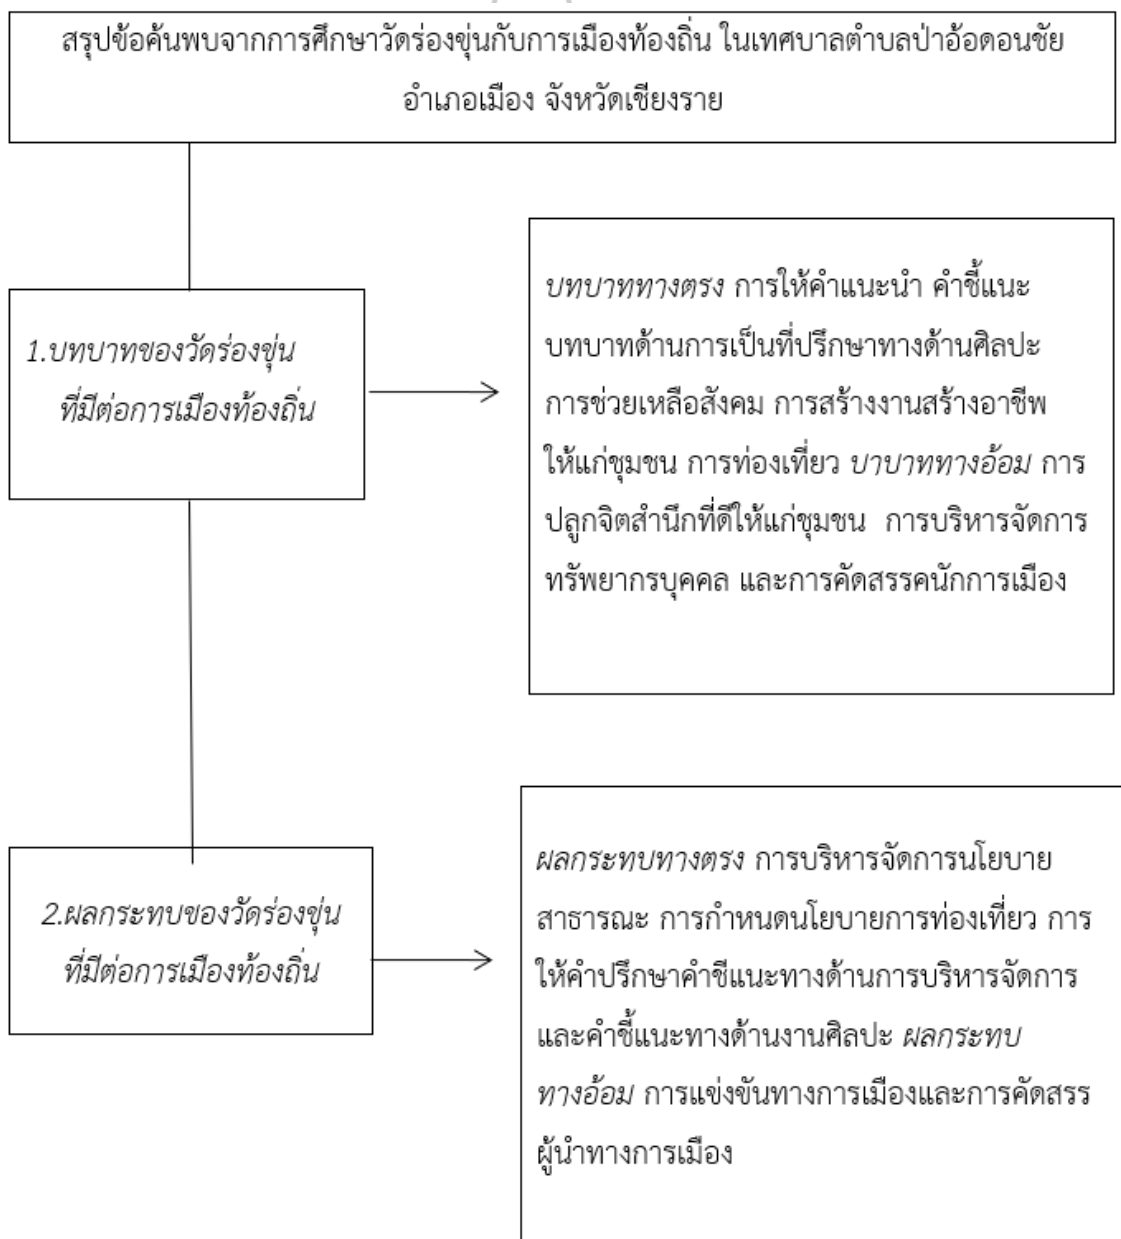 สรุปข้อค้นพบจากการศึกษาวัดร่องขุ่นกับการเมืองท้องถิ่น ในเทศบาลตำบลป่าอ้อดอนชัย
อำเภอเมือง จังหวัดเชียงราย
1.บทบาทของวัดร่องขุ่น
ที่มีต่อการเมืองท้องถิ่น
บทบาททางตรง การให้คำแนะนำ คำชี้แนะ
บทบาทด้านการเป็นที่ปรึกษาทางด้านศิลปะ
การช่วยเหลือสังคม การสร้างงานสร้างอาชีพ
ให้แก่ชุมชน การท่องเที่ยว บาบาททางอ้อม การ
ปลูกจิตสำนึกที่ดีให้แก่ชุมชน การบริหารจัดการ
ทรัพยากรบุคคล และการคัดสรรคนักการเมือง
2.ผลกระทบของวัดร่องขุ่น
ที่มีต่อการเมืองท้องถิ่น
ผลกระทบทางตรง การบริหารจัดการนโยบาย
สาธารณะ การกำหนดนโยบายการท่องเที่ยว การ
ให้คำปรึกษาคำชีแนะทางด้านการบริหารจัดการ
และคำชี้แนะทางด้านงานศิลปะ ผลกระทบ
ทางอ้อม การแข่งขันทางการเมืองและการคัดสรร
ผู้นำทางการเมือง